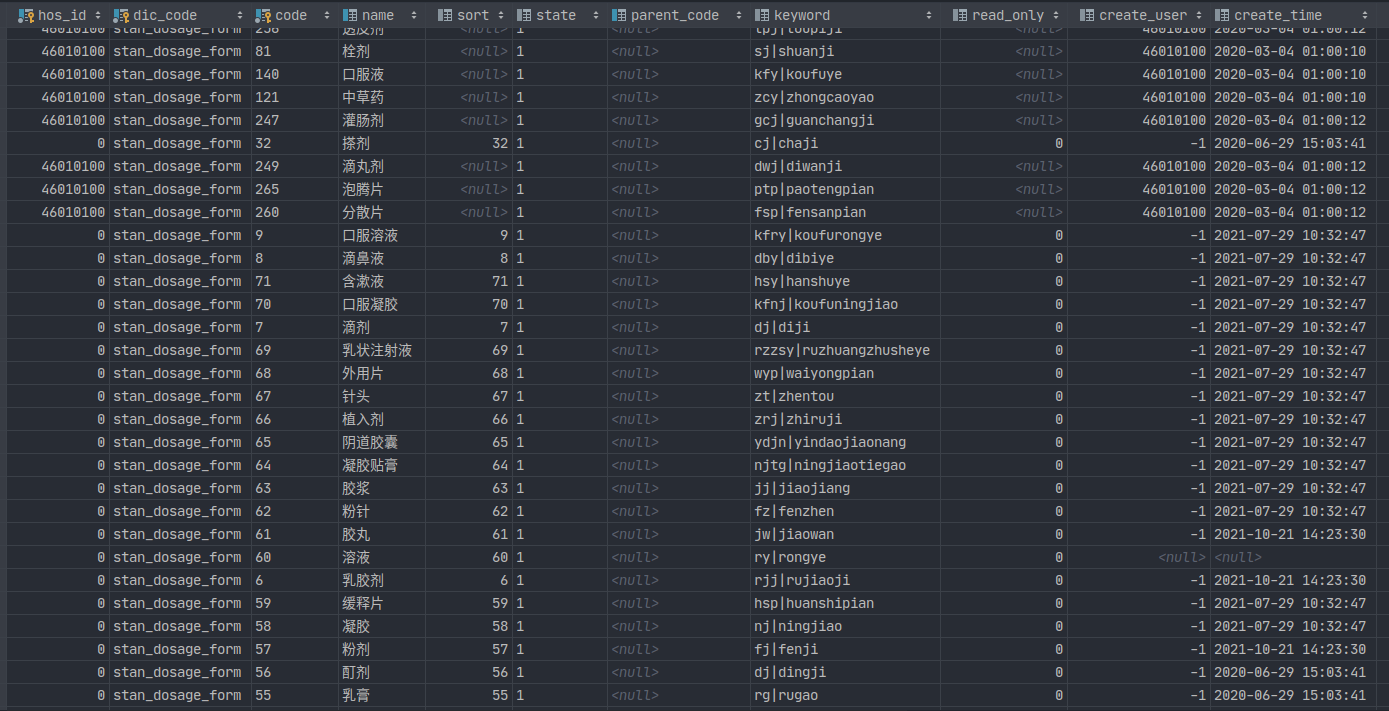 hos_id dic_code code name sort state parent_code keyword read_only create_user create_time
46010100 stan_dosage_form 256 透皮剂 <null> 1 <null> tpj|toupiji <null> 46010100 2020-03-04 01:00:12
46010100 stan_dosage_form 81 栓剂 <null> 1 <null> sj|shuanji <null> 46010100 2020-03-04 01:00:10
46010100 stan_dosage_form 140 口服液 <null> 1 <null> kfy|koufuye <null> 46010100 2020-03-04 01:00:10
46010100 stan_dosage_form 121 中草药 <null> 1 <null> zcy|zhongcaoyao <null> 46010100 2020-03-04 01:00:10
46010100 stan_dosage_form 247 灌肠剂 <null> 1 <null> gcj|guanchangji <null> 46010100 2020-03-04 01:00:12
0 stan_dosage_form 32 搽剂 32 1 <null> cj|chaji 0 -1 2020-06-29 15:03:41
46010100 stan_dosage_form 249 滴丸剂 <null> 1 <null> dwj|diwanji <null> 46010100 2020-03-04 01:00:12
46010100 stan_dosage_form 265 泡腾片 <null> 1 <null> ptp|paotengpian <null> 46010100 2020-03-04 01:00:12
46010100 stan_dosage_form 260 分散片 <null> 1 <null> fsp|fensanpian <null> 46010100 2020-03-04 01:00:12
0 stan_dosage_form 9 口服溶液 9 1 <null> kfry|koufurongye 0 -1 2021-07-29 10:32:47
0 stan_dosage_form 8 滴鼻液 8 1 <null> dby|dibiye 0 -1 2021-07-29 10:32:47
0 stan_dosage_form 71 含漱液 71 1 <null> hsy|hanshuye 0 -1 2021-07-29 10:32:47
0 stan_dosage_form 70 口服凝胶 70 1 <null> kfnj|koufuningjiao 0 -1 2021-07-29 10:32:47
0 stan_dosage_form 7 滴剂 7 1 <null> dj|diji 0 -1 2021-07-29 10:32:47
0 stan_dosage_form 69 乳状注射液 69 1 <null> rzzsy|ruzhuangzhusheye 0 -1 2021-07-29 10:32:47
0 stan_dosage_form 68 外用片 68 1 <null> wyp|waiyongpian 0 -1 2021-07-29 10:32:47
0 stan_dosage_form 67 针头 67 1 <null> zt|zhentou 0 -1 2021-07-29 10:32:47
0 stan_dosage_form 66 植入剂 66 1 <null> zrj|zhiruji 0 -1 2021-07-29 10:32:47
0 stan_dosage_form 65 阴道胶囊 65 1 <null> ydjn|yindaojiaonang 0 -1 2021-07-29 10:32:47
0 stan_dosage_form 64 凝胶贴膏 64 1 <null> njtg|ningjiaotiegao 0 -1 2021-07-29 10:32:47
0 stan_dosage_form 63 胶浆 63 1 <null> jj|jiaojiang 0 -1 2021-07-29 10:32:47
0 stan_dosage_form 62 粉针 62 1 <null> fz|fenzhen 0 -1 2021-07-29 10:32:47
0 stan_dosage_form 61 胶丸 61 1 <null> jw|jiaowan 0 -1 2021-10-21 14:23:30
0 stan_dosage_form 60 溶液 60 1 <null> ry|rongye 0 <null> <null>
0 stan_dosage_form 6 乳胶剂 6 1 <null> rjj|rujiaoji 0 -1 2021-10-21 14:23:30
0 stan_dosage_form 59 缓释片 59 1 <null> hsp|huanshipian 0 -1 2021-07-29 10:32:47
0 stan_dosage_form 58 凝胶 58 1 <null> nj|ningjiao 0 -1 2021-07-29 10:32:47
0 stan_dosage_form 57 粉剂 57 1 <null> fj|fenji 0 -1 2021-10-21 14:23:30
0 stan_dosage_form 56 酊剂 56 1 <null> dj|dingji 0 -1 2020-06-29 15:03:41
0 stan_dosage_form 55 乳膏 55 1 <null> rg|rugao 0 -1 2020-06-29 15:03:41